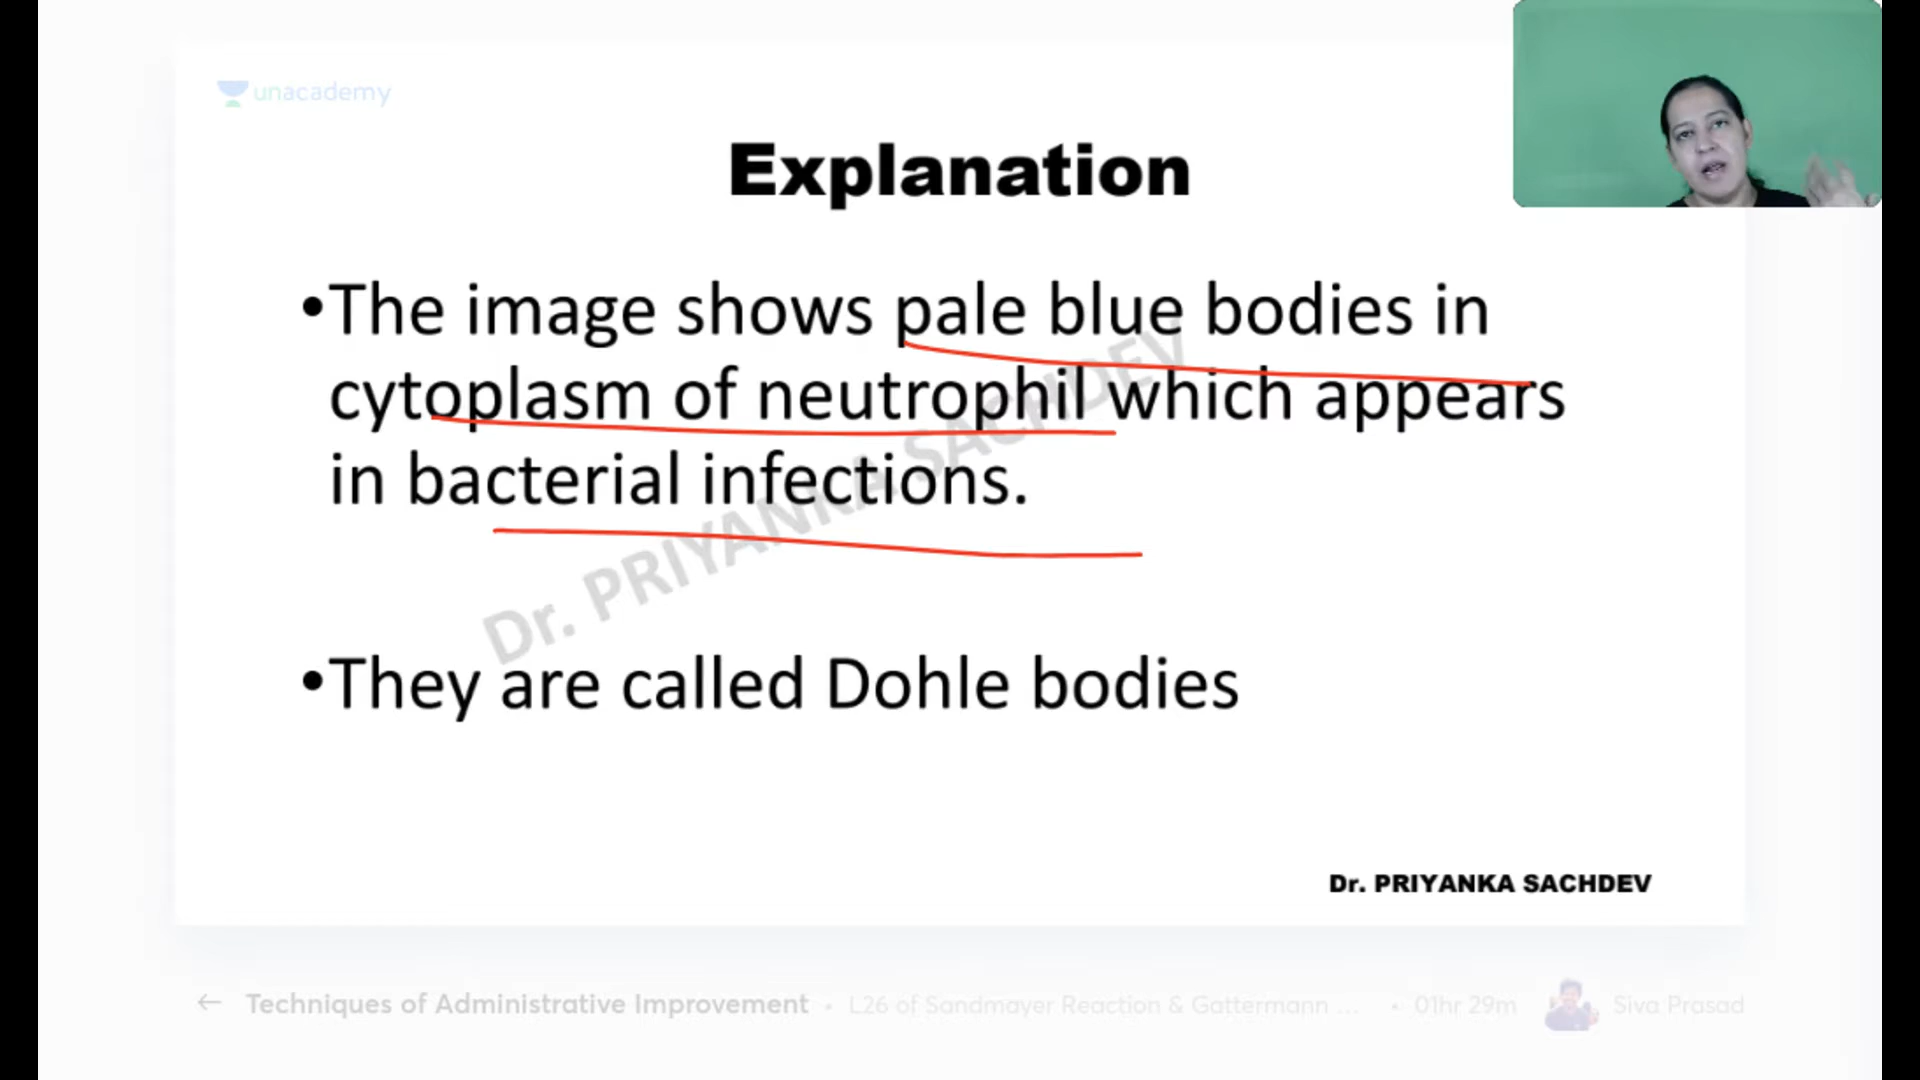 unacademy
Explanation
•The image shows pale blue bodies in
cytoplasm of neutrophil which appears
in bacterial infections.
Dr. PRIYANKA SACHDEV
•They are called Dohle bodies
Dr. PRIYANKA SACHDEV
← Techniques of Administrative Improvement • L26 of Sandmayer Reaction & Gattermann ... • 01hr 29m Siva Prasad